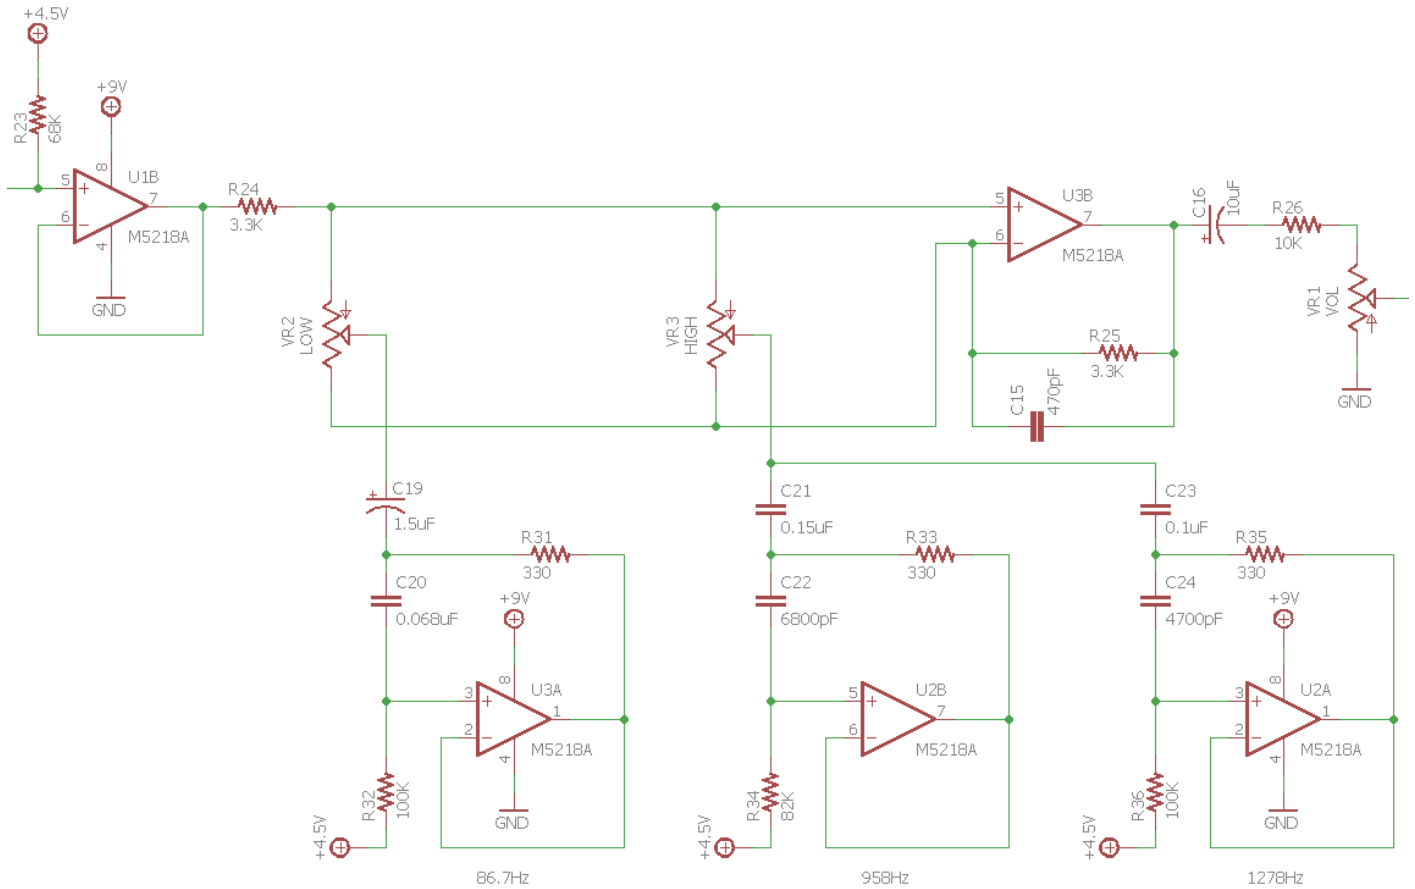 +4.5V
R23
68K
+9V
8
5
+
6
−
4
7
U1B
M5218A
GND
R24
3.3K
VR2
LOW
VR3
HIGH
5
+
6
−
7
U3B
M5218A
C16
10uF
+
R26
10K
VR1
VOL
GND
R25
3.3K
C15
470pF
+
C19
1.5uF
R31
330
C20
0.068uF
+9V
8
3
+
2
−
4
1
U3A
M5218A
GND
R32
100K
+4.5V
86.7Hz
C21
0.15uF
R33
330
C22
6800pF
5
+
6
−
7
U2B
M5218A
R34
82K
+4.5V
958Hz
C23
0.1uF
R35
330
C24
4700pF
+9V
8
3
+
2
−
4
1
U2A
M5218A
GND
R36
100K
+4.5V
1278Hz